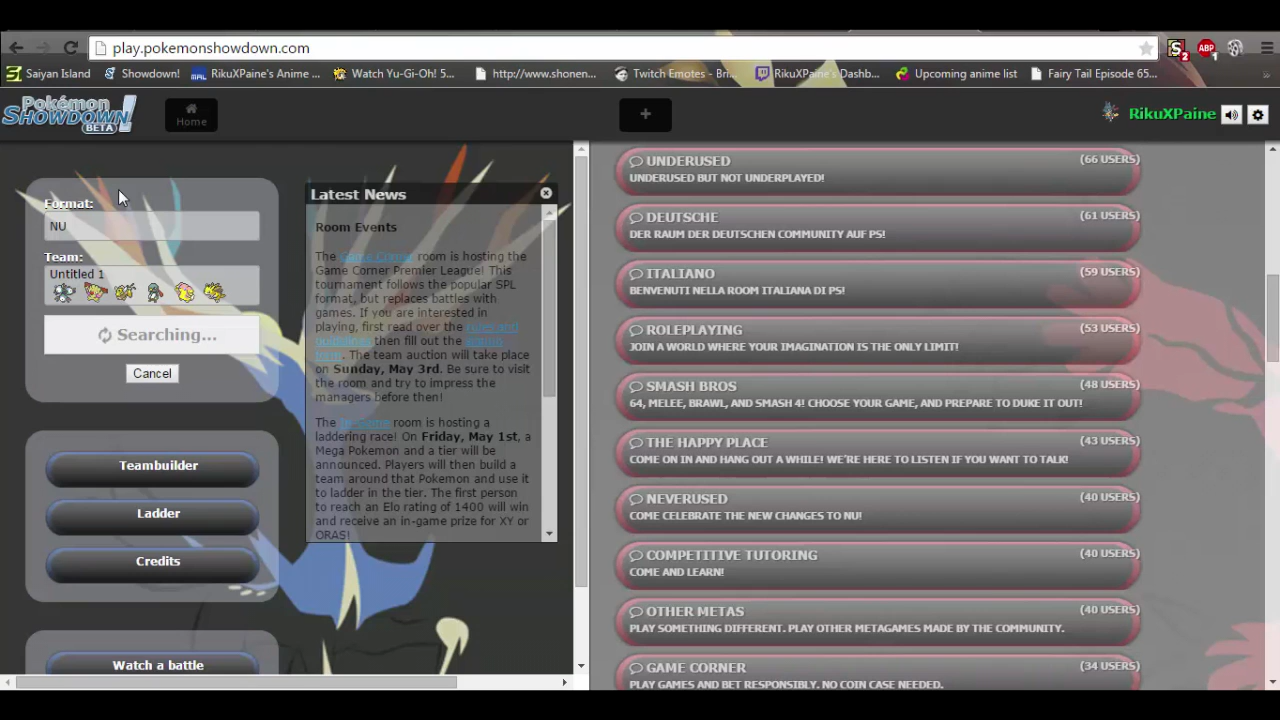 play.pokemonshowdown.com
S 2 ABP 1
Saiyan Island Showdown! RikuXPaine's Anime ... Watch Yu-Gi-Oh! 5... http://www.shonen... Twitch Emotes - Bri... RikuXPaine's Dashb... Upcoming anime list Fairy Tail Episode 65... »
Pokémon
SHOWDOWN!
BETA
Home
+
RikuXPaine
Format:
NU
Team:
Untitled 1
Searching...
Cancel
Teambuilder
Ladder
Credits
Watch a battle
Latest News
Room Events
The Game Corner room is hosting the
Game Corner Premier League! This
tournament follows the popular SPL
format, but replaces battles with
games. If you are interested in
playing, first read over the rules and
guidelines then fill out the signup
form. The team auction will take place
on Sunday, May 3rd. Be sure to visit
the room and try to impress the
managers before then!
The room is hosting a
laddering race! On Friday, May 1st, a
Mega Pokemon and a tier will be
announced. Players will then build a
team around that Pokemon and use it
to ladder in the tier. The first person
to reach an Elo rating of 1400 will win
and receive an in-game prize for XY or
ORAS!
UNDERUSED (66 USERS)
UNDERUSED BUT NOT UNDERPLAYED!
DEUTSCHE (61 USERS)
DER RAUM DER DEUTSCHEN COMMUNITY AUF PS!
ITALIANO (59 USERS)
BENVENUTI NELLA ROOM ITALIANA DI PS!
ROLEPLAYING (53 USERS)
JOIN A WORLD WHERE YOUR IMAGINATION IS THE ONLY LIMIT!
SMASH BROS (48 USERS)
64, MELEE, BRAWL, AND SMASH 4! CHOOSE YOUR GAME, AND PREPARE TO DUKE IT OUT!
THE HAPPY PLACE (43 USERS)
COME ON IN AND HANG OUT A WHILE! WE'RE HERE TO LISTEN IF YOU WANT TO TALK!
NEVERUSED (40 USERS)
COME CELEBRATE THE NEW CHANGES TO NU!
COMPETITIVE TUTORING (40 USERS)
COME AND LEARN!
OTHER METAS (40 USERS)
PLAY SOMETHING DIFFERENT. PLAY OTHER METAGAMES MADE BY THE COMMUNITY.
GAME CORNER (34 USERS)
PLAY GAMES AND BET RESPONSIBLY. NO COIN CASE NEEDED.